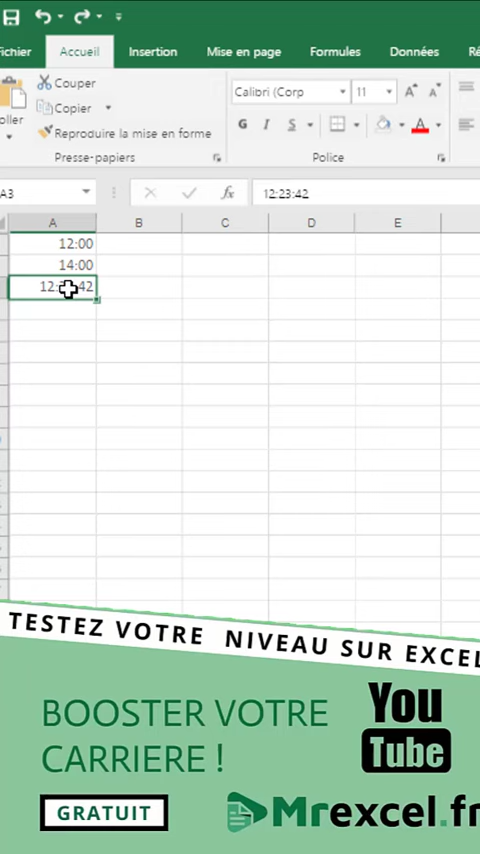 ichier Accueil Insertion Mise en page Formules Données Ré
Couper
Calibri (Corp 11 A A
oller Copier
Reproduire la mise en forme
G I S A
Presse-papiers Police
A3 fx 12:23:42
A B C D E
12:00
14:00
12: 42
TESTEZ VOTRE NIVEAU SUR EXCEL
BOOSTER VOTRE
CARRIERE !
You
Tube
GRATUIT
Mrexcel.fr